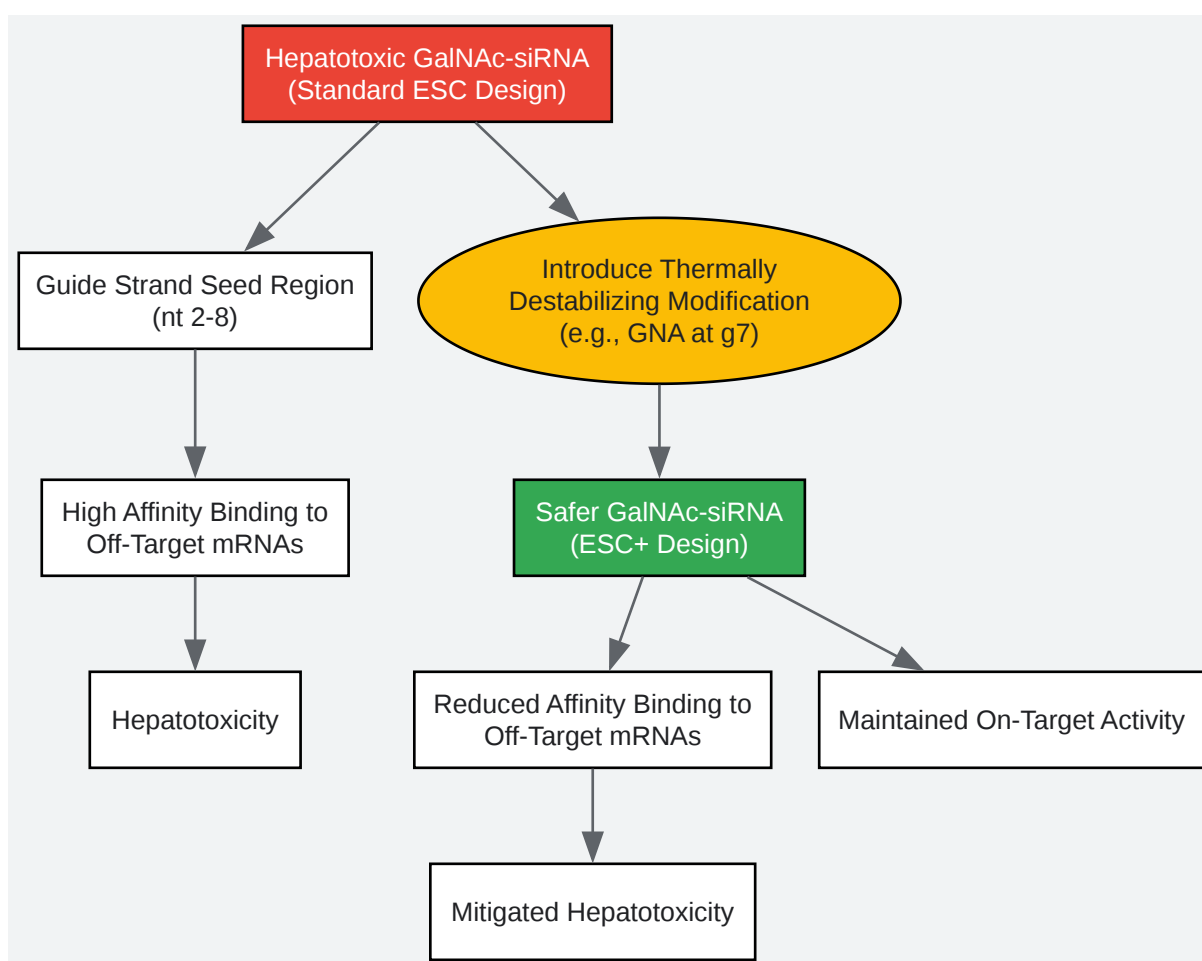 Hepatotoxic GalNAc-siRNA
(Standard ESC Design)
Guide Strand Seed Region
(nt 2-8)
Introduce Thermally
Destabilizing Modification
(e.g., GNA at g7)
High Affinity Binding to
Off-Target mRNAs
Safer GalNAc-siRNA
(ESC+ Design)
Hepatotoxicity
Reduced Affinity Binding to
Off-Target mRNAs
Maintained On-Target Activity
Mitigated Hepatotoxicity